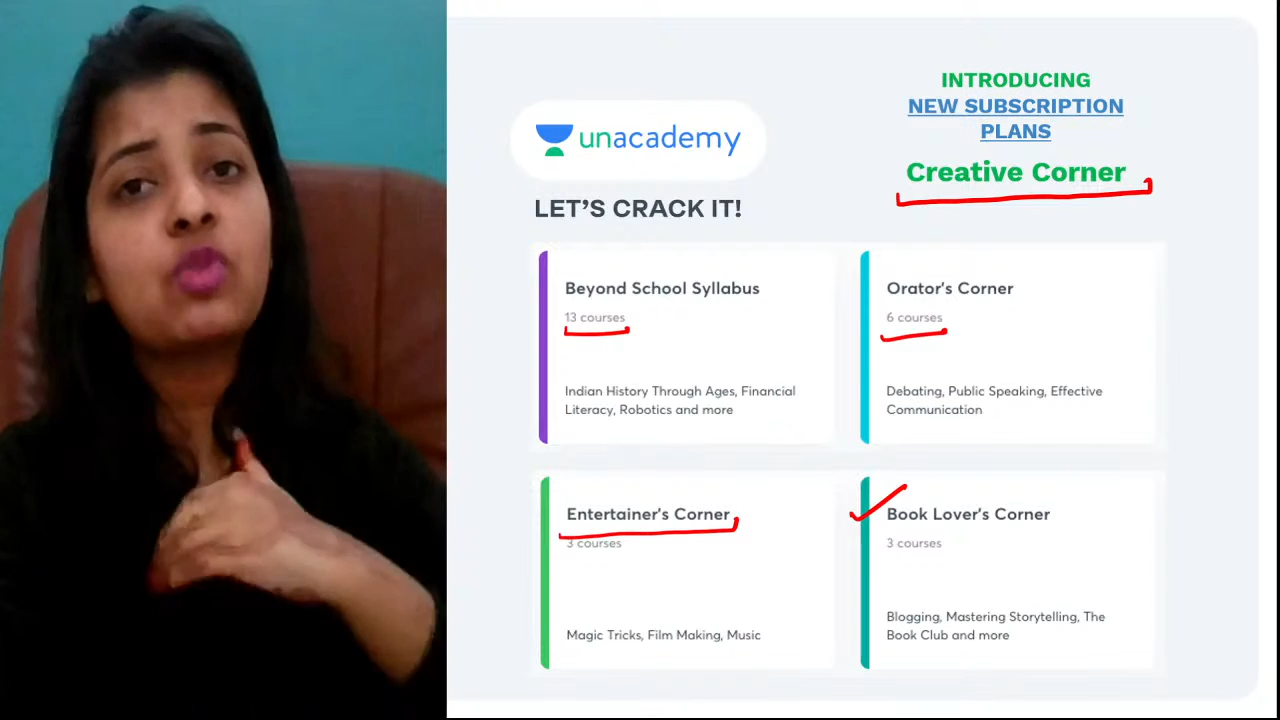 INTRODUCING
NEW SUBSCRIPTION
PLANS
Creative Corner
unacademy
LET'S CRACK IT!
Beyond School Syllabus
13 courses
Indian History Through Ages, Financial
Literacy, Robotics and more
Orator's Corner
6 courses
Debating, Public Speaking, Effective
Communication
Entertainer's Corner
3 courses
Magic Tricks, Film Making, Music
Book Lover's Corner
3 courses
Blogging, Mastering Storytelling, The
Book Club and more